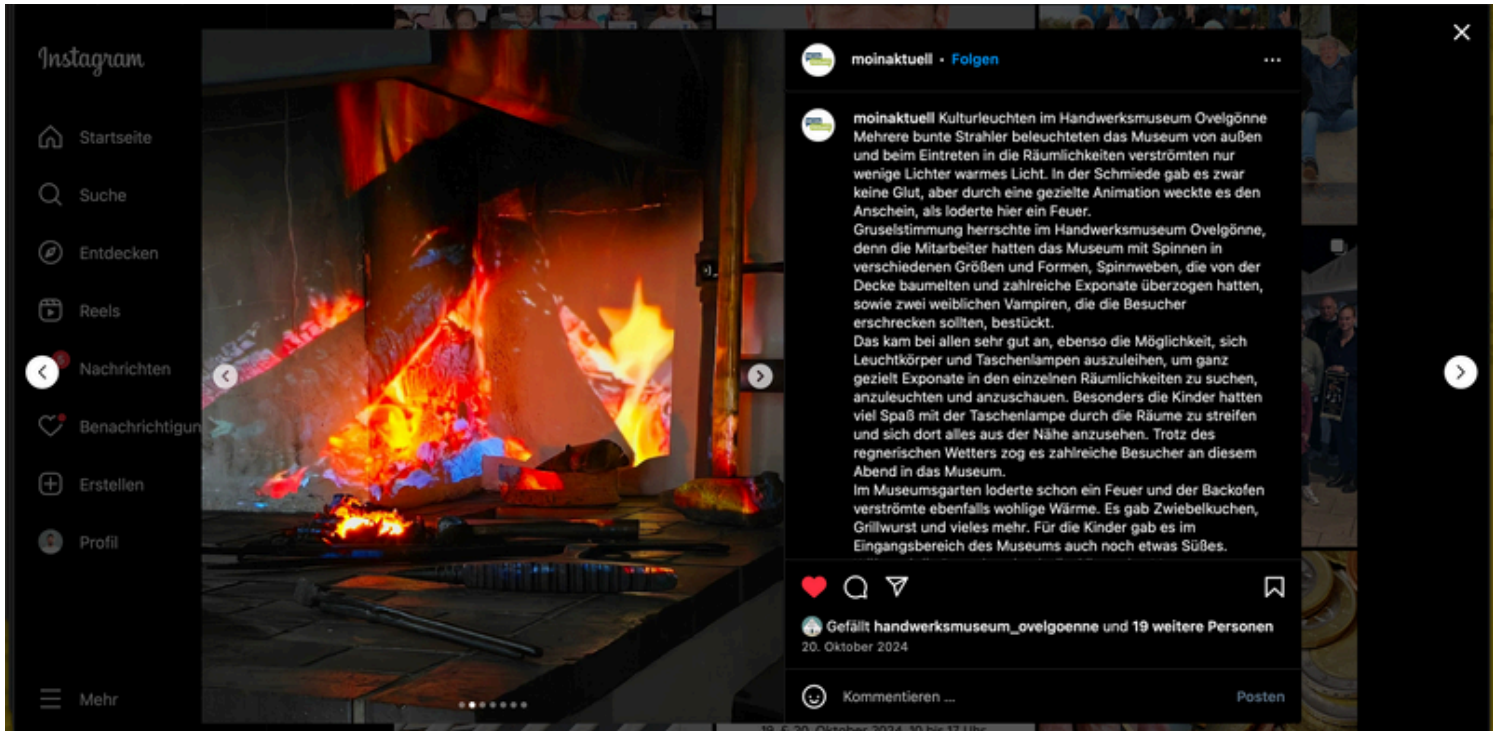 Instagram
Startseite
Suche
Entdecken
Reels
Nachrichten
Benachrichtigun
Erstellen
Profil
Mehr
moinaktuell • Folgen
moinaktuell Kulturleuchten im Handwerksmuseum Ovelgönne
Mehrere bunte Strahler beleuchteten das Museum von außen
und beim Eintreten in die Räumlichkeiten verströmten nur
wenige Lichter warmes Licht. In der Schmiede gab es zwar
keine Glut, aber durch eine gezielte Animation weckte es den
Anschein, als loderte hier ein Feuer.
Gruselstimmung herrschte im Handwerksmuseum Ovelgönne,
denn die Mitarbeiter hatten das Museum mit Spinnen in
verschiedenen Größen und Formen, Spinnweben, die von der
Decke baumelten und zahlreiche Exponate überzogen hatten,
sowie zwei weiblichen Vampiren, die die Besucher
erschrecken sollten, bestückt.
Das kam bei allen sehr gut an, ebenso die Möglichkeit, sich
Leuchtkörper und Taschenlampen auszuleihen, um ganz
gezielt Exponate in den einzelnen Räumlichkeiten zu suchen,
anzuleuchten und anzuschauen. Besonders die Kinder hatten
viel Spaß mit der Taschenlampe durch die Räume zu streifen
und sich dort alles aus der Nähe anzusehen. Trotz des
regnerischen Wetters zog es zahlreiche Besucher an diesem
Abend in das Museum.
Im Museumsgarten loderte schon ein Feuer und der Backofen
verströmte ebenfalls wohlige Wärme. Es gab Zwiebelkuchen,
Grillwurst und vieles mehr. Für die Kinder gab es im
Eingangsbereich des Museums auch noch etwas Süßes.
Gefällt handwerksmuseum_ovelgoenne und 19 weitere Personen
20. Oktober 2024
Kommentieren ...
Posten
19. & 20. Oktober 2024, 10 bis 17 Uhr